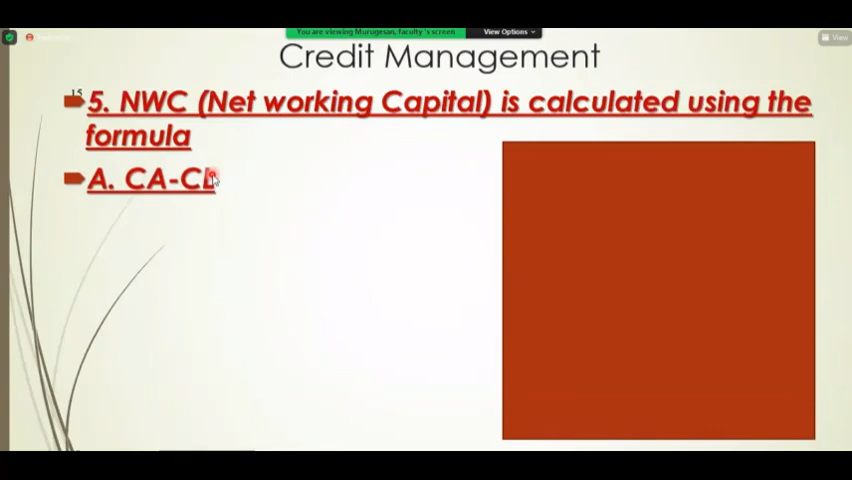 You are viewing Murugesan, faculty's screen
View Options
View
Credit Management
15
5. NWC (Net working Capital) is calculated using the
formula
A. CA-CL